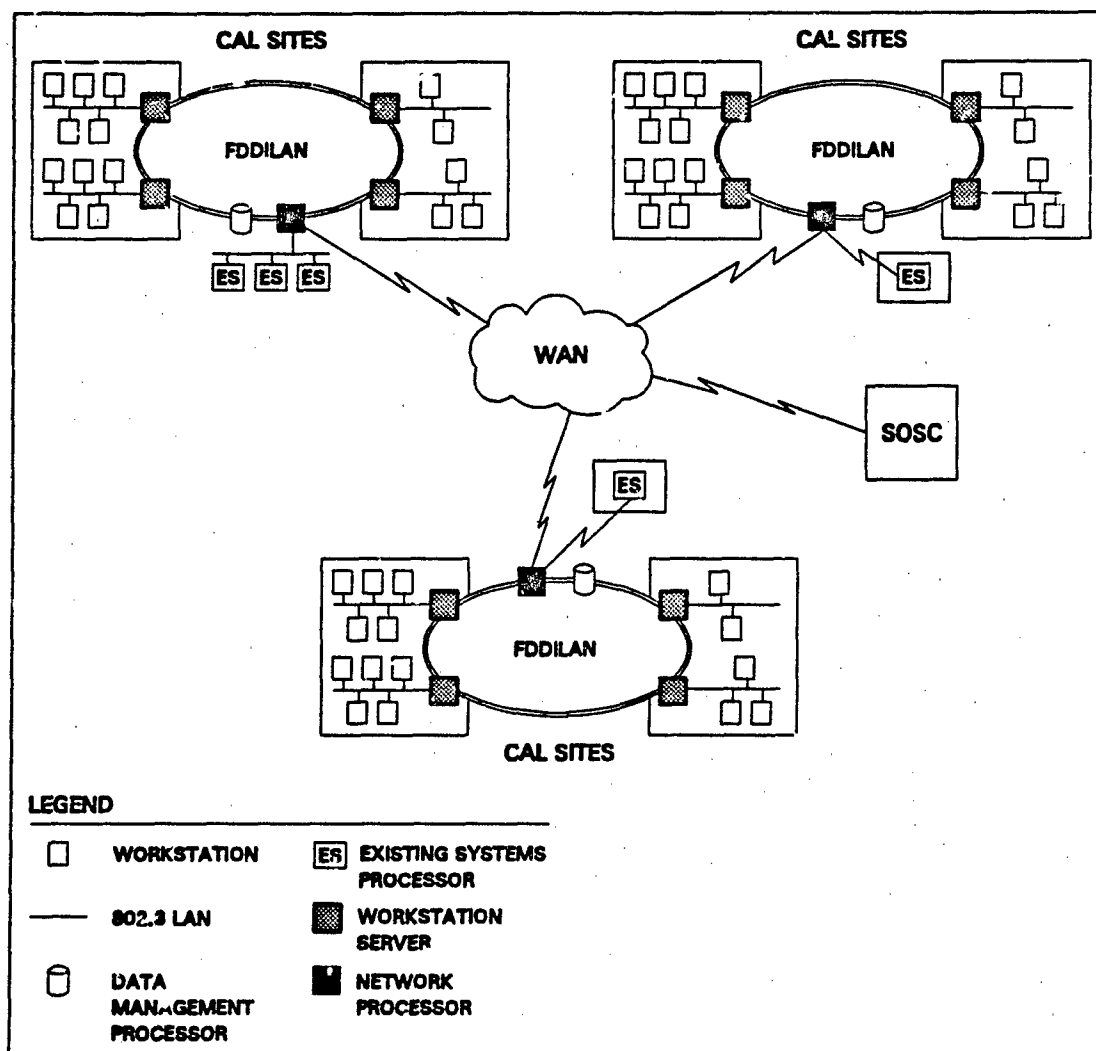 CAL SITES
CAL SITES
FDDILAN
FDDILAN
ES
ES
ES
ES
WAN
SOSC
ES
FDDILAN
CAL SITES
LEGEND
WORKSTATION
ES
EXISTING SYSTEMS
PROCESSOR
802.3 LAN
WORKSTATION
SERVER
DATA
MANAGEMENT
PROCESSOR
NETWORK
PROCESSOR